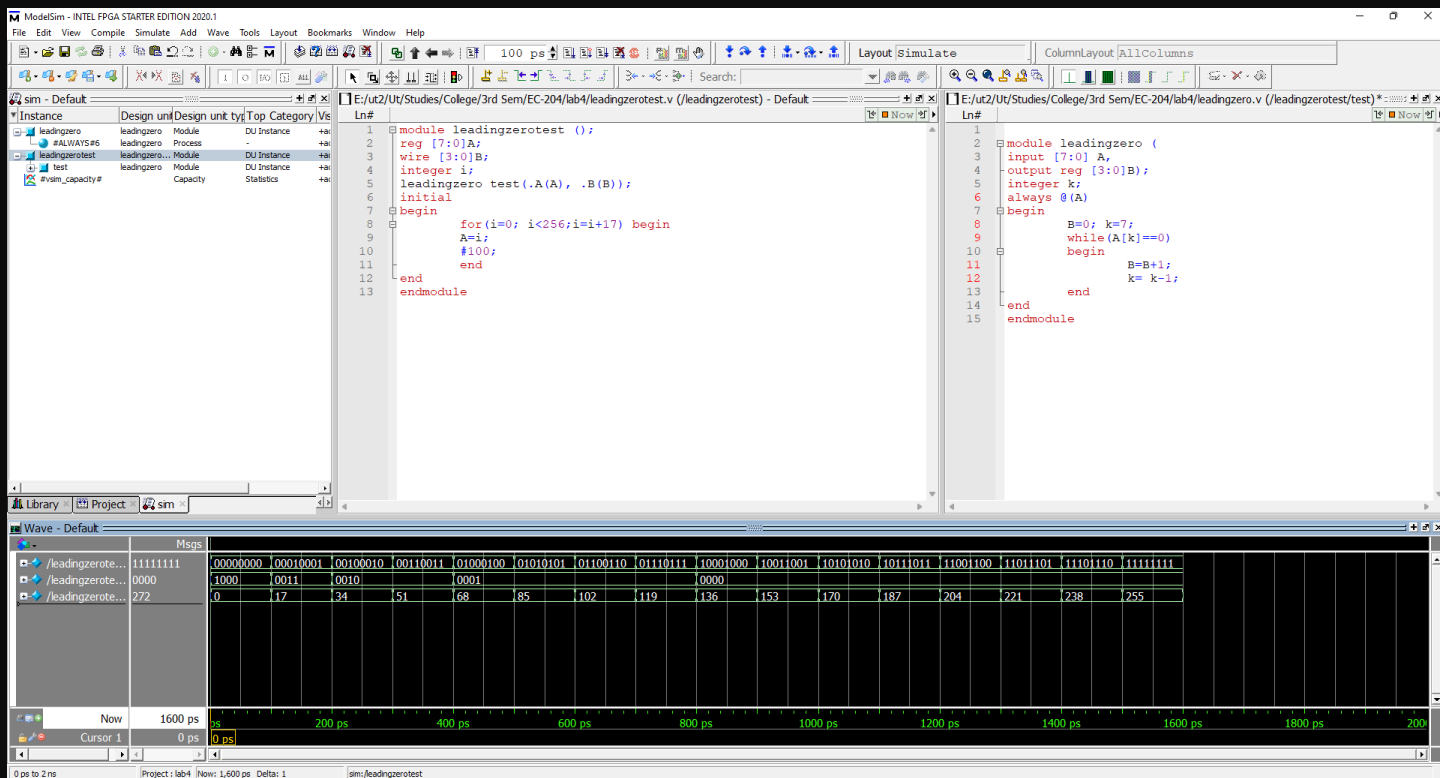 ModelSim - INTEL FPGA STARTER EDITION 2020.1
File Edit View Compile Simulate Add Wave Tools Layout Bookmarks Window Help
100 ps Layout Simulate ColumnLayout AllColumns
Search:
sim - Default
Instance Design unit Design unit typ Top Category Vis
leadingzero leadingzero Module DU Instance +ac
#ALWAYS#6 leadingzero Process - +ac
leadingzerotest leadingzero... Module DU Instance +ac
test leadingzero Module DU Instance +ac
#vsim_capacity# Capacity Statistics +ac
Library Project sim
E:/ut2/Ut/Studies/College/3rd Sem/EC-204/lab4/leadingzerotest.v (/leadingzerotest) - Default
Ln# Now
1 module leadingzerotest ();
2 reg [7:0]A;
3 wire [3:0]B;
4 integer i;
5 leadingzero test(.A(A), .B(B));
6 initial
7 begin
8 for(i=0; i<256;i=i+17) begin
9 A=i;
10 #100;
11 end
12 end
13 endmodule
E:/ut2/Ut/Studies/College/3rd Sem/EC-204/lab4/leadingzero.v (/leadingzerotest/test) *
Ln# Now
1
2 module leadingzero (
3 input [7:0] A,
4 output reg [3:0]B);
5 integer k;
6 always @(A)
7 begin
8 B=0; k=7;
9 while(A[k]==0)
10 begin
11 B=B+1;
12 k= k-1;
13 end
14 end
15 endmodule
Wave - Default
Msgs
/leadingzerote... 11111111 00000000 00010001 00100010 00110011 01000100 01010101 01100110 01110111 10001000 10011001 10101010 10111011 11001100 11011101 11101110 11111111
/leadingzerote... 0000 1000 0011 0010 0001 0000
/leadingzerote... 272 0 17 34 51 68 85 102 119 136 153 170 187 204 221 238 255
Now 1600 ps ps 200 ps 400 ps 600 ps 800 ps 1000 ps 1200 ps 1400 ps 1600 ps 1800 ps 200
Cursor 1 0 ps 0 ps
0 ps to 2 ns Project : lab4 Now: 1,600 ps Delta: 1 sim:/leadingzerotest